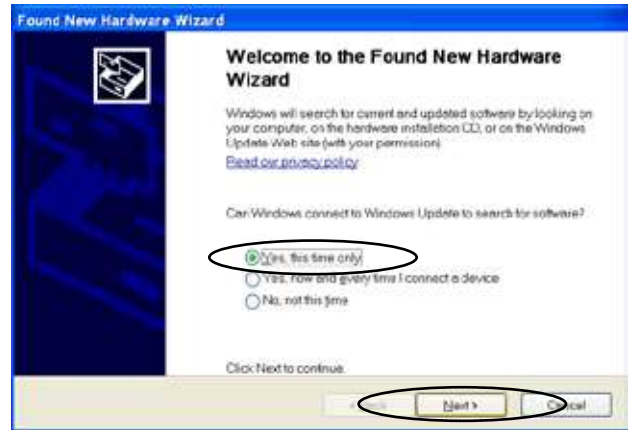 Found New Hardware Wizard
Welcome to the Found New Hardware
Wizard
Windows will search for current and updated software by looking on
your computer, on the hardware installation CD, or on the Windows
Update Web site (with your permission).
Read our privacy policy
Can Windows connect to Windows Update to search for software?
Yes, this time only
Yes, now and every time I connect a device
No, not this time
Click Next to continue.
Next > Cancel